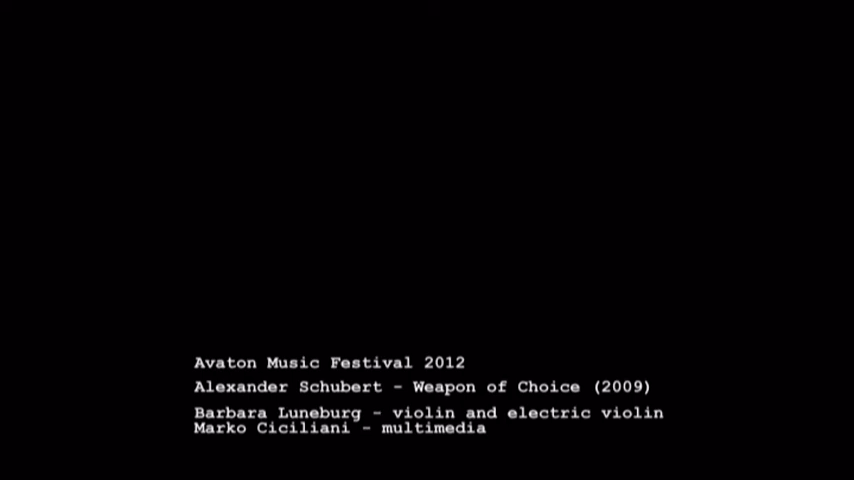 Avaton Music Festival 2012
Alexander Schubert - Weapon of Choice (2009)
Barbara Luneburg - violin and electric violin
Marko Ciciliani - multimedia